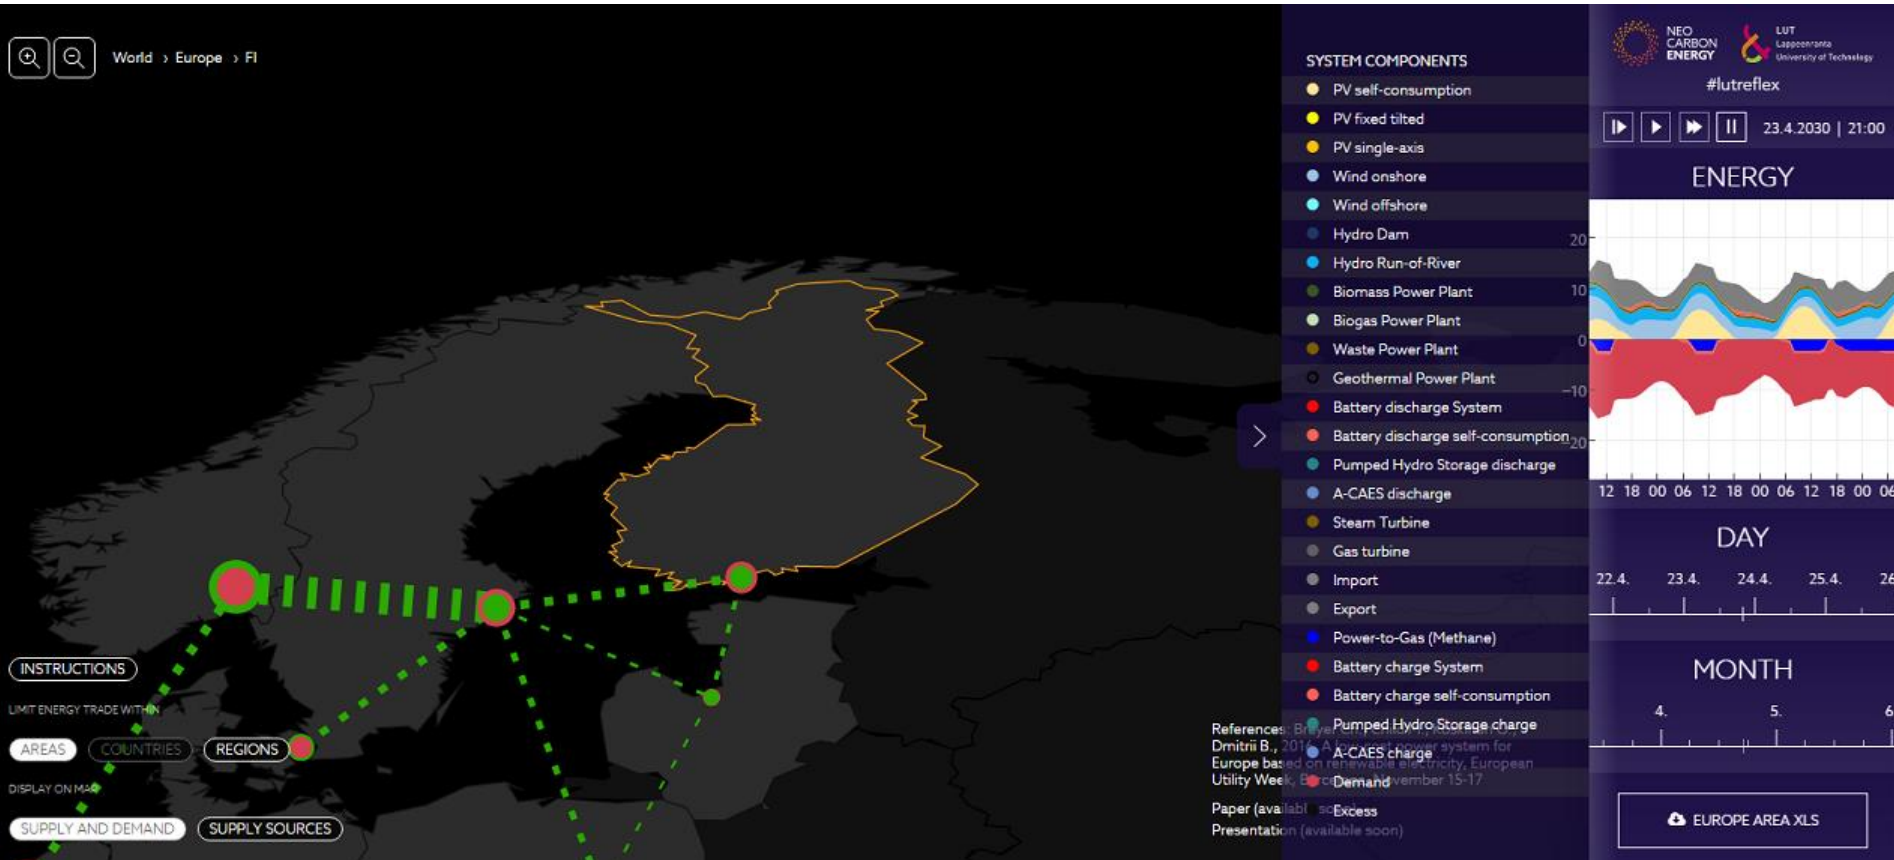 World › Europe › FI
INSTRUCTIONS
LIMIT ENERGY TRADE WITHIN
AREAS COUNTRIES REGIONS
DISPLAY ON MAP
SUPPLY AND DEMAND SUPPLY SOURCES
SYSTEM COMPONENTS
PV self-consumption
PV fixed tilted
PV single-axis
Wind onshore
Wind offshore
Hydro Dam
Hydro Run-of-River
Biomass Power Plant
Biogas Power Plant
Waste Power Plant
Geothermal Power Plant
Battery discharge System
Battery discharge self-consumption
Pumped Hydro Storage discharge
A-CAES discharge
Steam Turbine
Gas turbine
Import
Export
Power-to-Gas (Methane)
Battery charge System
Battery charge self-consumption
Pumped Hydro Storage charge
A-CAES charge
Demand
Excess
References:
Dmitrii B., power system for
Europe based on renewable electricity, European
Utility Week, November 15-17
Paper (available soon)
Presentation (available soon)
NEO
CARBON
ENERGY
LUT
Lappeenranta
University of Technology
#lutreflex
23.4.2030 | 21:00
ENERGY
20
10
0
−10
20
12 18 00 06 12 18 00 06 12 18 00 06
DAY
22.4. 23.4. 24.4. 25.4. 26
MONTH
4. 5. 6
EUROPE AREA XLS